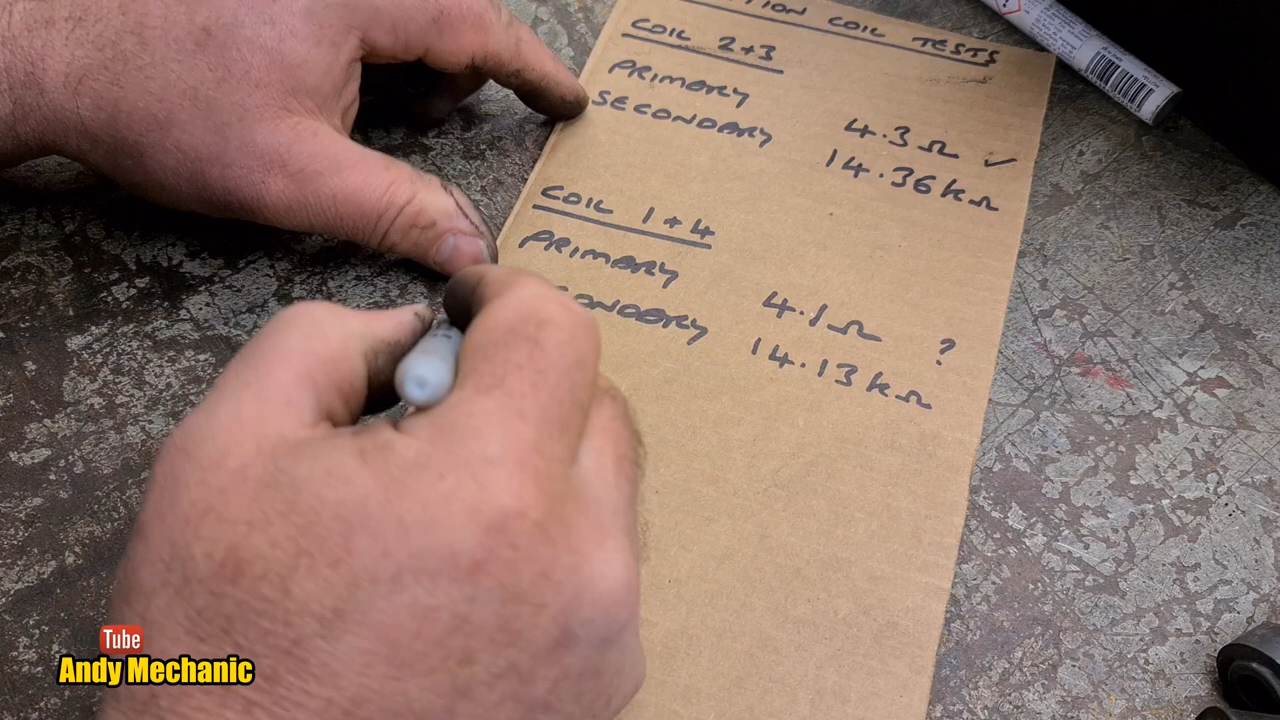 COIL TESTS
COIL 2+3
PRIMARY 4.3Ω ✓
SECONDARY 14.36kΩ
COIL 1+4
PRIMARY 4.1Ω ?
14.13kΩ
Tube
Andy Mechanic